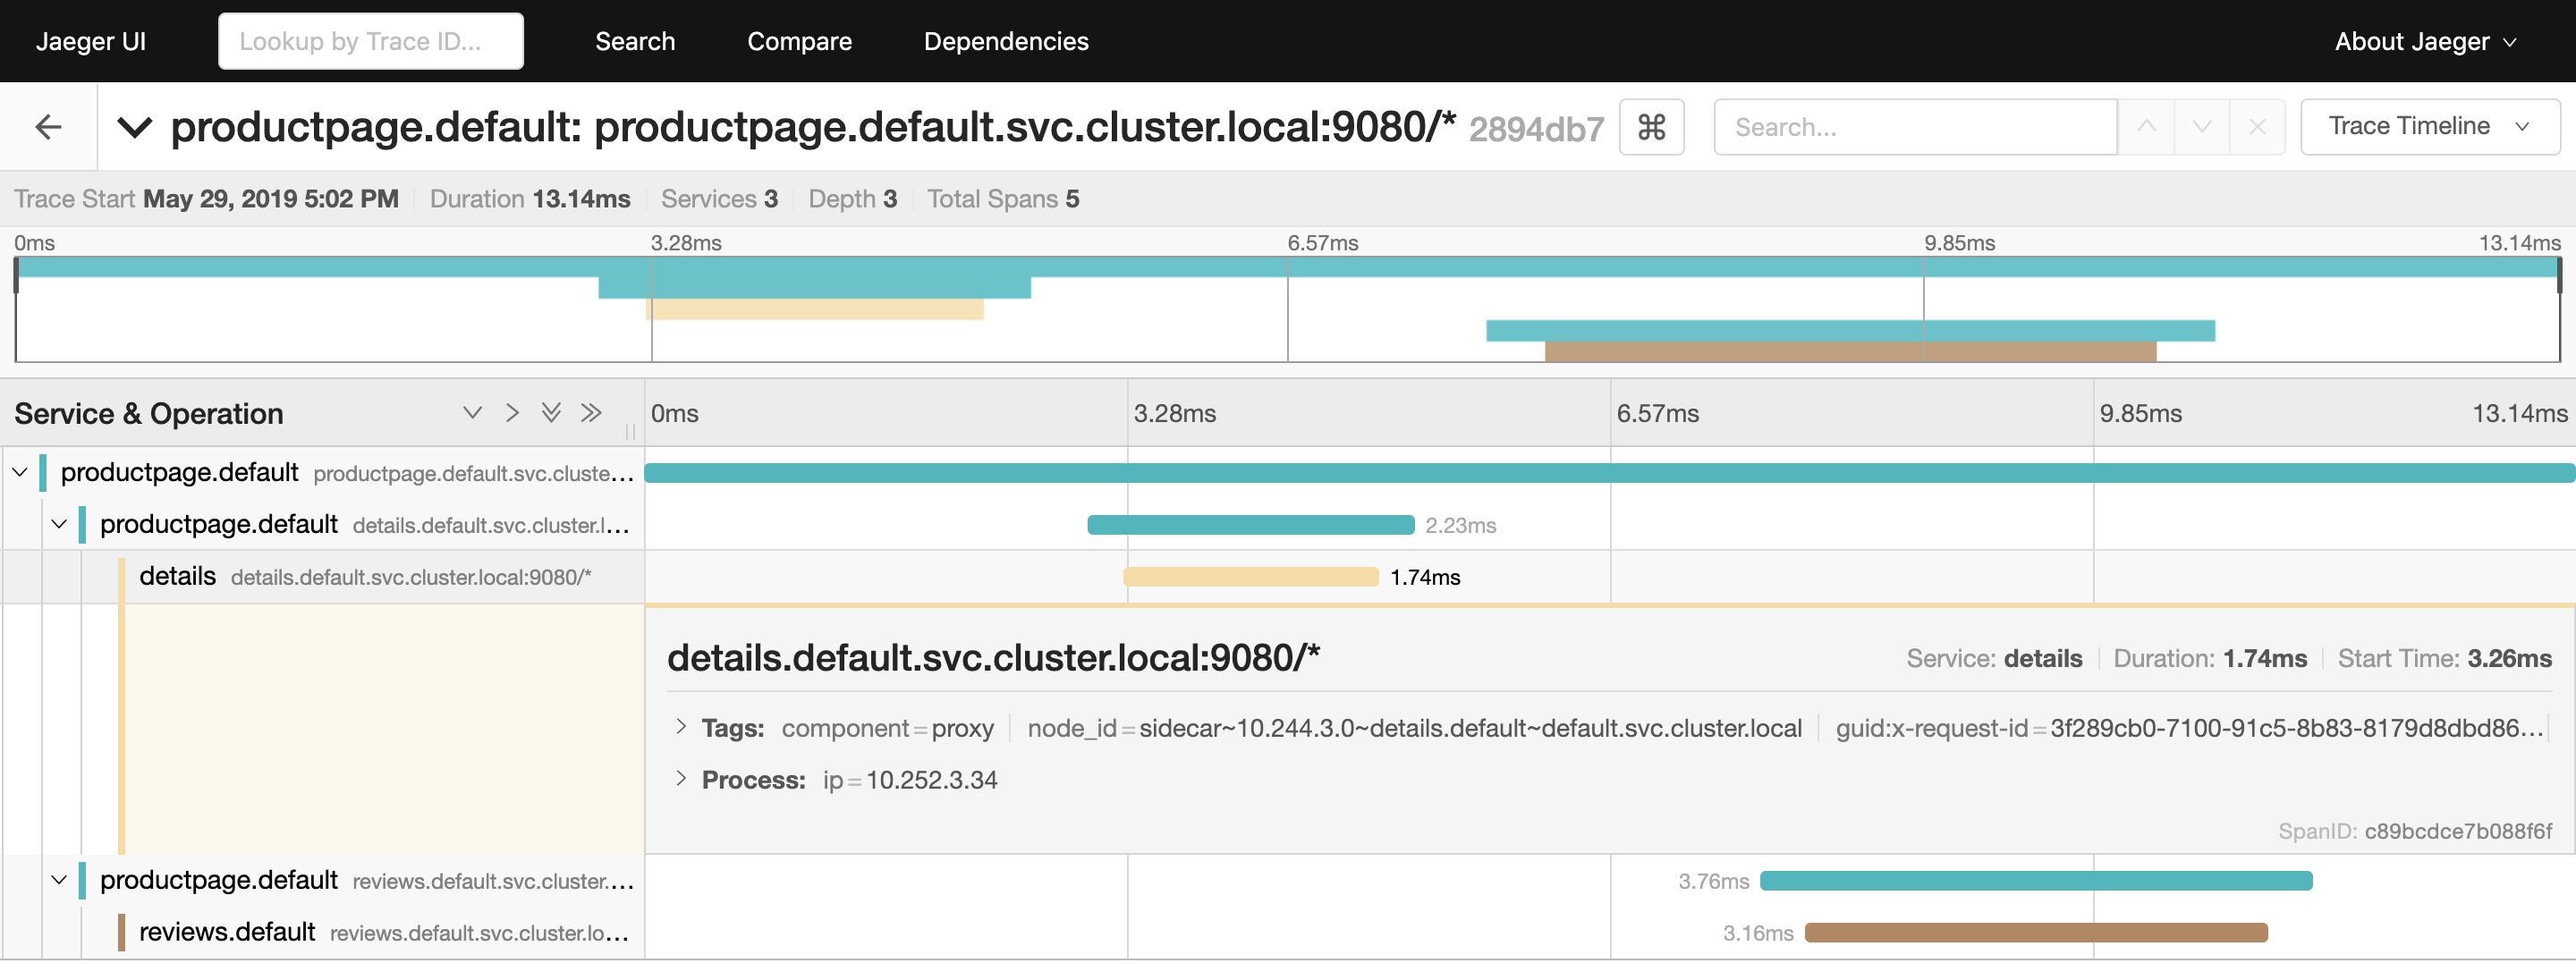 Jaeger UI Lookup by Trace ID... Search Compare Dependencies About Jaeger
productpage.default: productpage.default.svc.cluster.local:9080/* 2894db7 ⌘ Search... Trace Timeline
Trace Start May 29, 2019 5:02 PM Duration 13.14ms Services 3 Depth 3 Total Spans 5
0ms 3.28ms 6.57ms 9.85ms 13.14ms
Service & Operation 0ms 3.28ms 6.57ms 9.85ms 13.14ms
productpage.default productpage.default.svc.cluste...
productpage.default details.default.svc.cluster.l... 2.23ms
details details.default.svc.cluster.local:9080/* 1.74ms
details.default.svc.cluster.local:9080/* Service: details Duration: 1.74ms Start Time: 3.26ms
Tags: component=proxy node_id=sidecar~10.244.3.0~details.default~default.svc.cluster.local guid:x-request-id=3f289cb0-7100-91c5-8b83-8179d8dbd86...
Process: ip=10.252.3.34
SpanID: c89bcdce7b088f6f
productpage.default reviews.default.svc.cluster.... 3.76ms
reviews.default reviews.default.svc.cluster.lo... 3.16ms